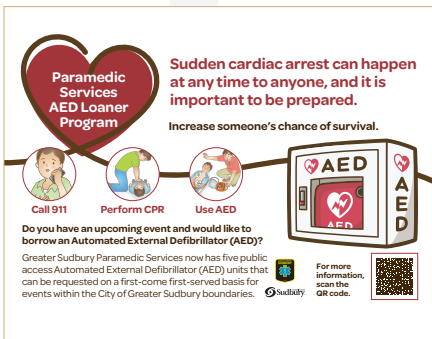 Paramedic
Services
AED Loaner
Program
Sudden cardiac arrest can happen
at any time to anyone, and it is
important to be prepared.
Increase someone's chance of survival.
Call 911
Perform CPR
Use AED
AED
AED
AED
Do you have an upcoming event and would like to
borrow an Automated External Defibrillator (AED)?
Greater Sudbury Paramedic Services now has five public
access Automated External Defibrillator (AED) units that
can be requested on a first-come first-served basis for
events within the City of Greater Sudbury boundaries.
Sudbury
For more
information,
scan the
QR code.